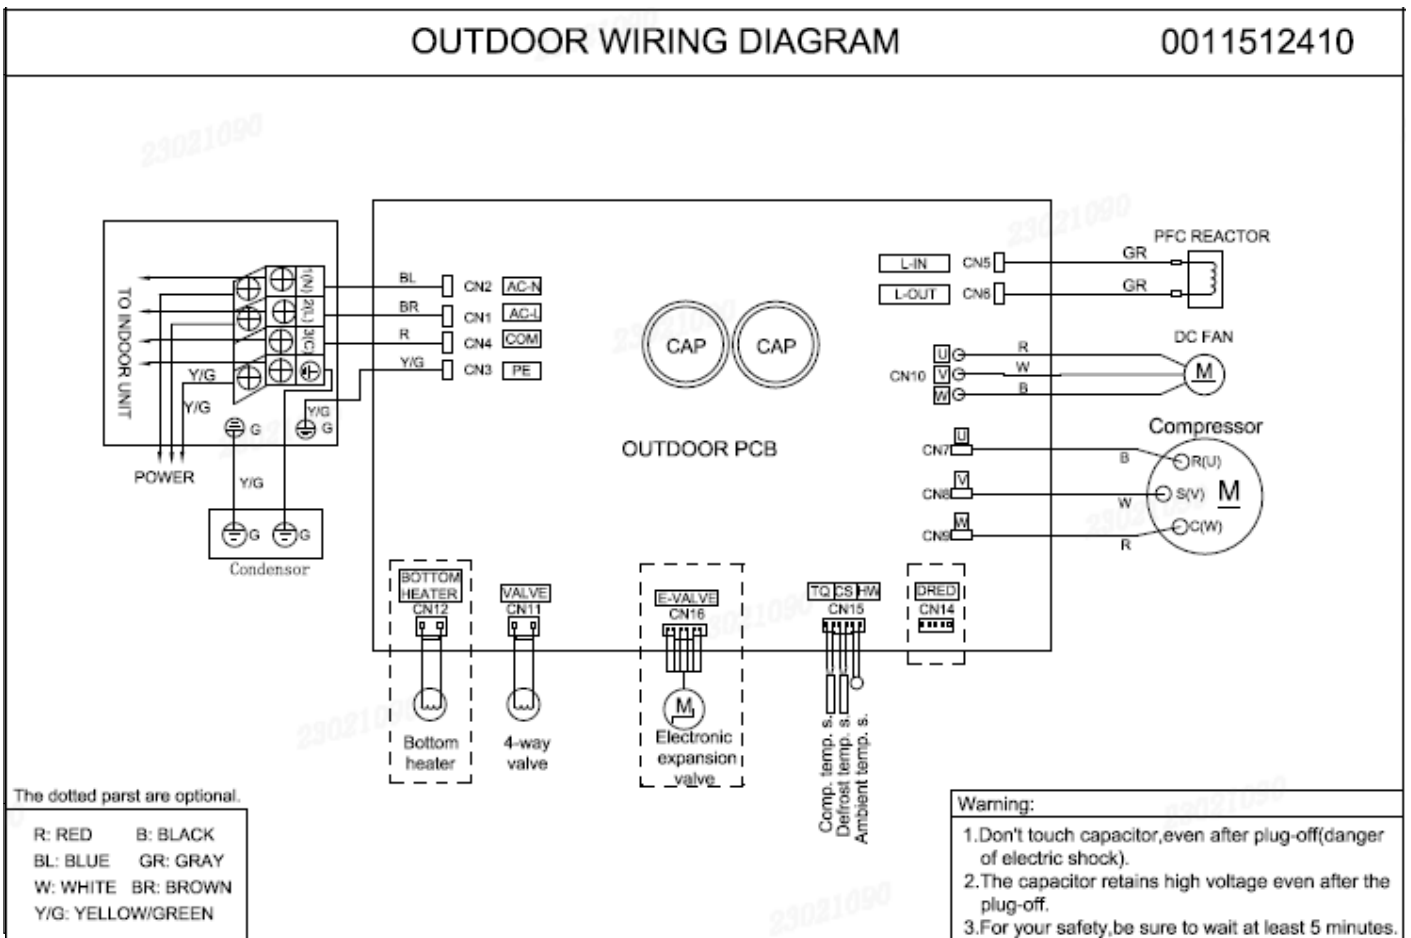 OUTDOOR WIRING DIAGRAM
0011512410
23021090
23021090
TO INDOOR UNIT
1(N)
2(L)
3(C)
Y/G
Y/G
Y/G
G
G
POWER
Y/G
G
G
Condensor
BL
CN2
AC-N
BR
CN1
AC-L
R
CN4
COM
Y/G
CN3
PE
CAP
CAP
OUTDOOR PCB
L-IN
CN5
GR
PFC REACTOR
L-OUT
CN6
GR
DC FAN
CN10
U
V
W
R
W
B
M
Compressor
U
CN7
B
R(U)
V
CN8
W
S(V)
M
W
CN9
R
C(W)
BOTTOM
HEATER
CN12
Bottom
heater
VALVE
CN11
4-way
valve
E-VALVE
CN16
M
Electronic
expansion
valve
TQ CS HW
CN15
Comp. temp. s.
Defrost temp. s.
Ambient temp. s.
DRED
CN14
23021090
The dotted parst are optional.
R: RED B: BLACK
BL: BLUE GR: GRAY
W: WHITE BR: BROWN
Y/G: YELLOW/GREEN
Warning:
1.Don't touch capacitor,even after plug-off(danger
of electric shock).
2.The capacitor retains high voltage even after the
plug-off.
3.For your safety,be sure to wait at least 5 minutes.